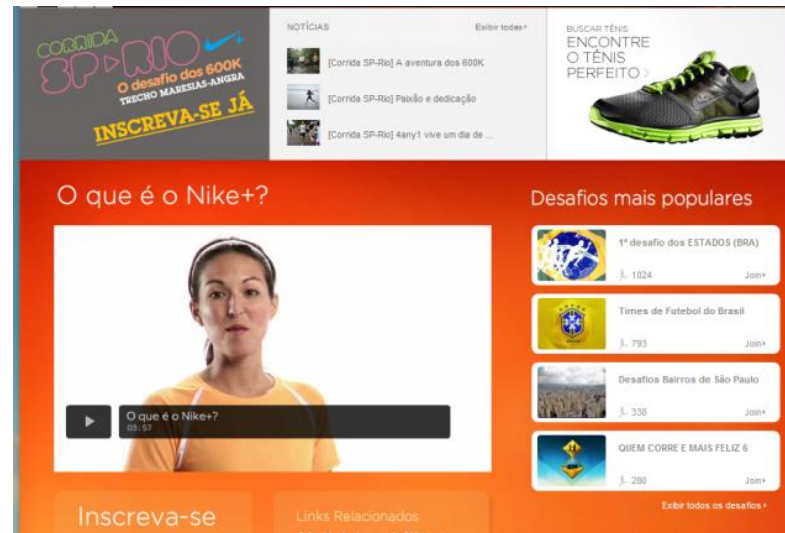 CORRIDA
SP RIO
O desafio dos 600K
TRECHO MARESIAS-ANGRA
INSCREVA-SE JÁ
NOTÍCIAS
Exibir todas
[Corrida SP-Rio] A aventura dos 600K
[Corrida SP-Rio] Paixão e dedicação
[Corrida SP-Rio] 4any1 vive um dia de ...
BUSCAR TÊNIS
ENCONTRE
O TÊNIS
PERFEITO
O que é o Nike+?
O que é o Nike+?
03:57
Desafios mais populares
1º desafio dos ESTADOS (BRA)
1024 Join
Times de Futebol do Brasil
793 Join
Desafios Bairros de São Paulo
338 Join
QUEM CORRE E MAIS FELIZ 6
280 Join
Exibir todos os desafios
Inscreva-se
Links Relacionados